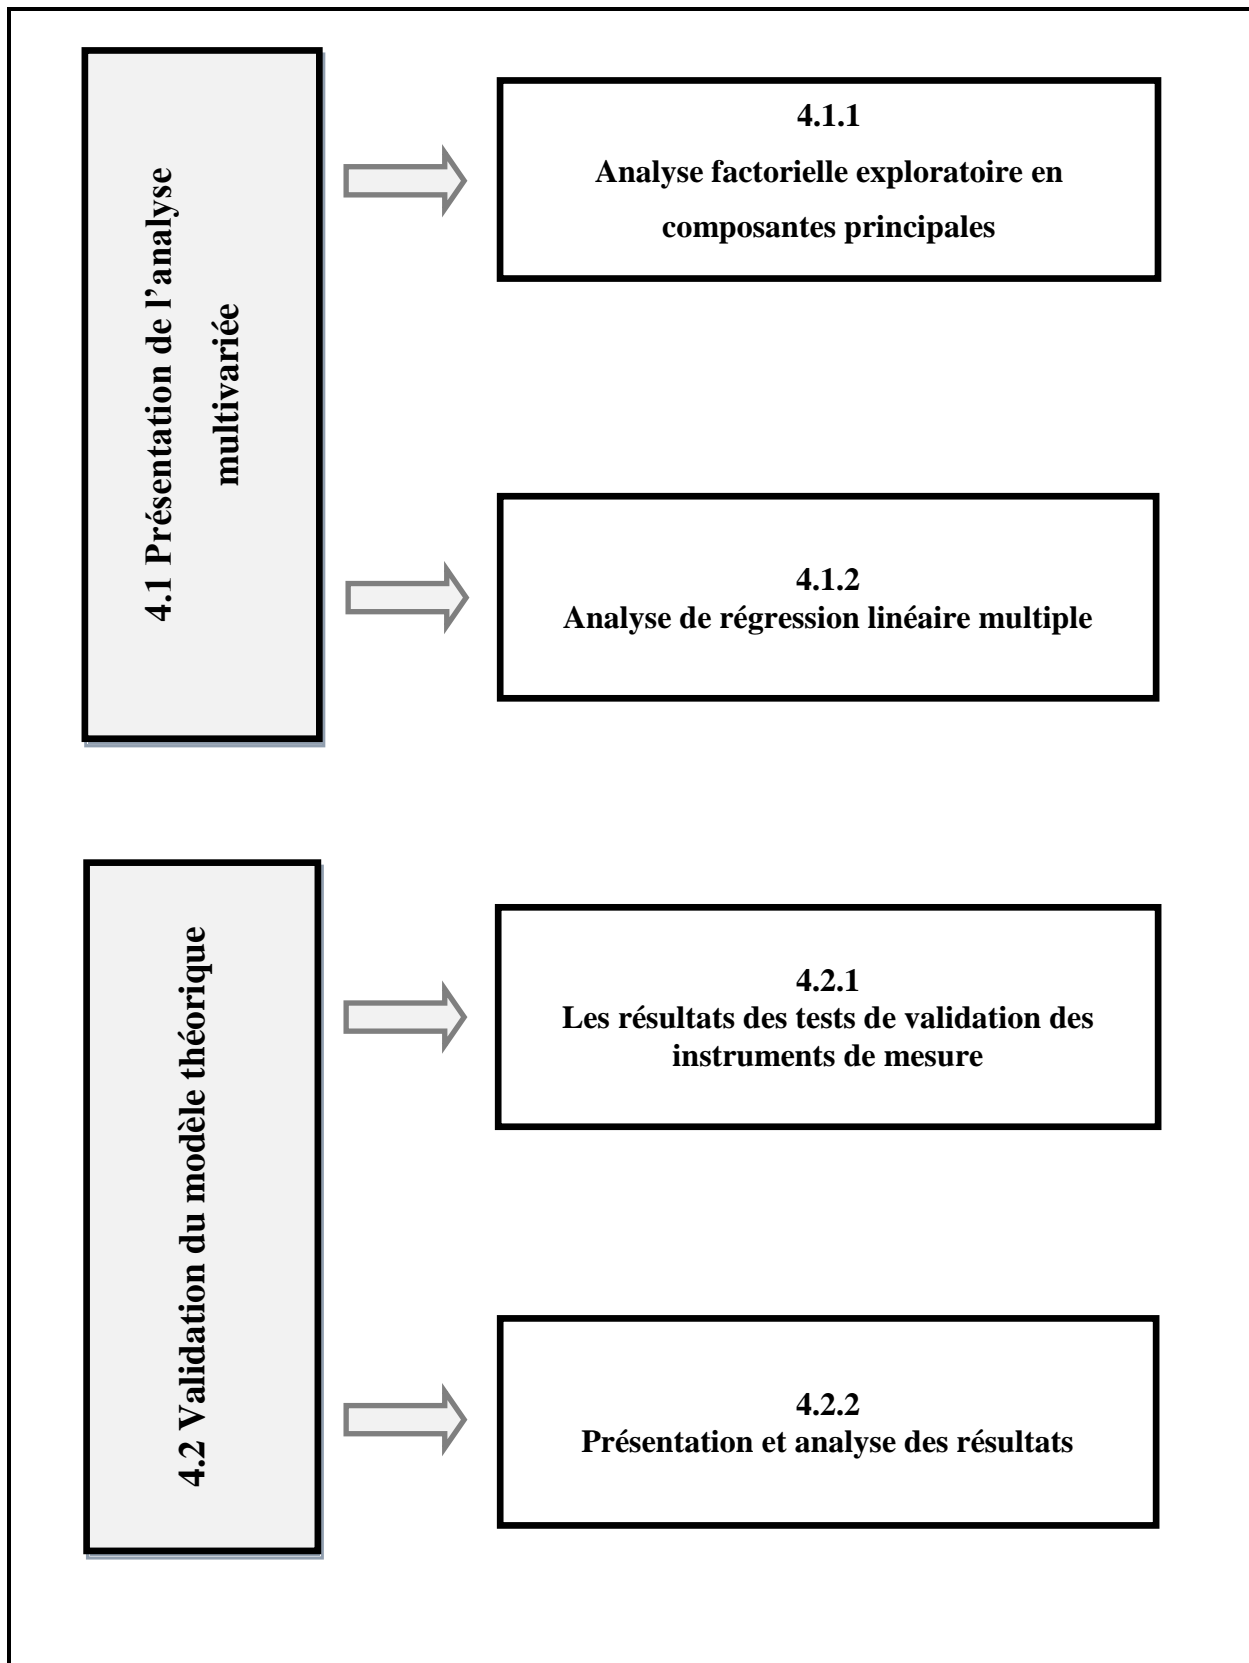 4.1 Présentation de l’analyse
multivariée
4.1.1
Analyse factorielle exploratoire en
composantes principales
4.1.2
Analyse de régression linéaire multiple
4.2 Validation du modèle théorique
4.2.1
Les résultats des tests de validation des
instruments de mesure
4.2.2
Présentation et analyse des résultats